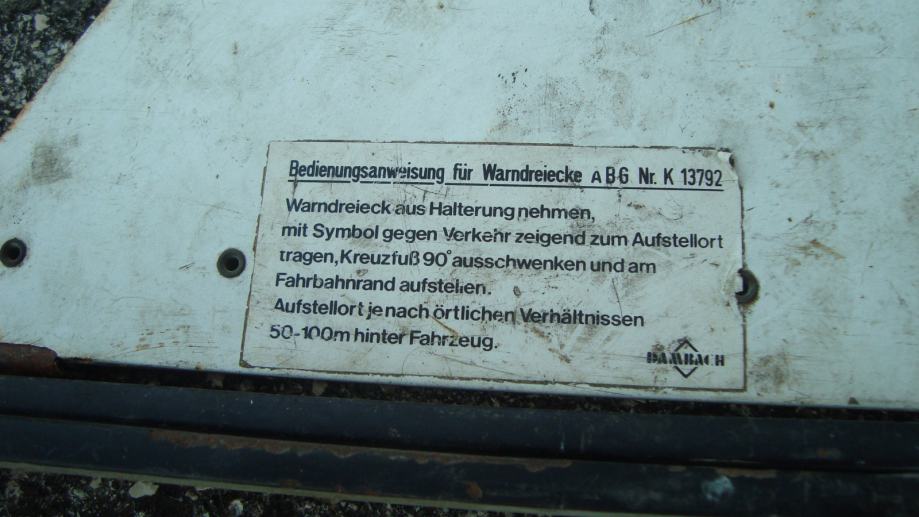 Bedienungsanweisung für Warndreiecke ABG Nr. K 13792
Warndreieck aus Halterung nehmen,
mit Symbol gegen Verkehr zeigend zum Aufstellort
tragen, Kreuzfuß 90° ausschwenken und am
Fahrbahnrand aufstellen.
Aufstellort je nach örtlichen Verhältnissen
50-100m hinter Fahrzeug.
DAMBACH